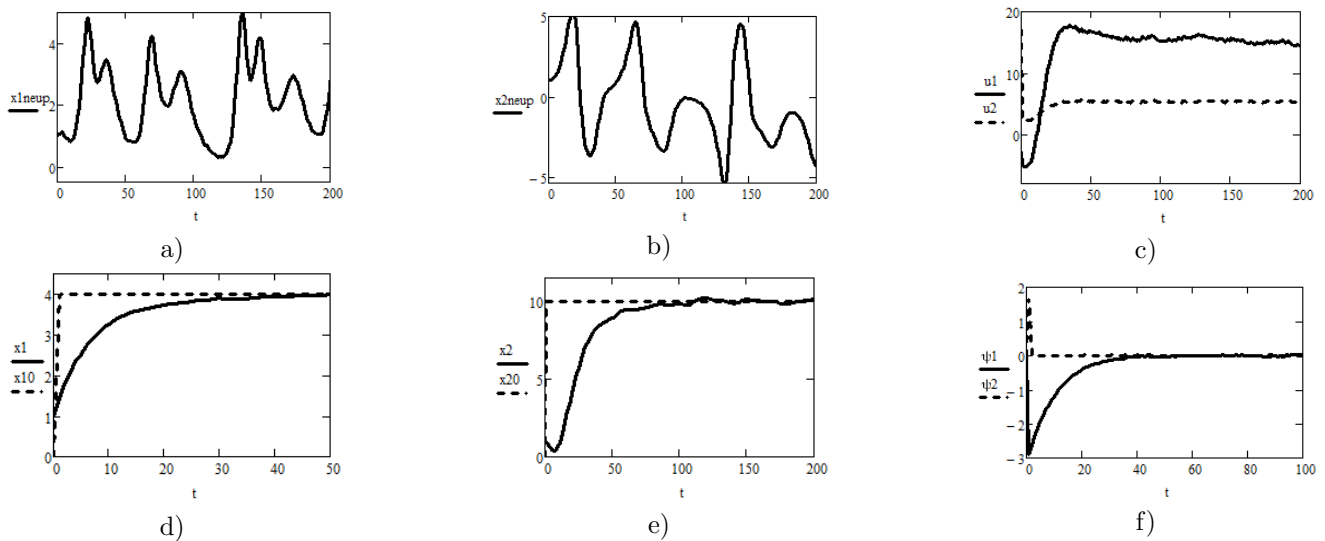 4
2
0
x1neup
0 50 100 150 200
t
a)
5
0
− 5
x2neup
0 50 100 150 200
t
b)
20
10
0
u1
u2
0 50 100 150 200
t
c)
4
3
2
1
0
x1
x10
0 10 20 30 40 50
t
d)
10
5
0
x2
x20
0 50 100 150 200
t
e)
2
1
0
− 1
− 2
− 3
ψ1
ψ2
0 20 40 60 80 100
t
f)